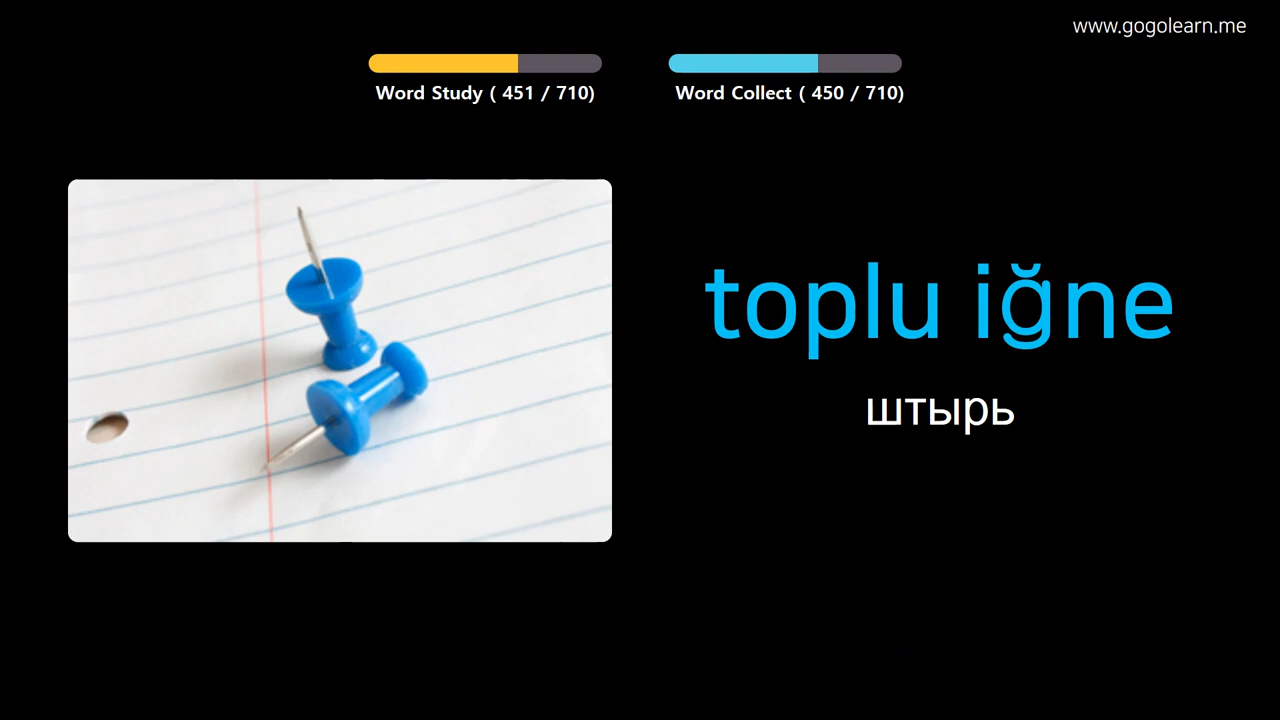 www.gogolearn.me
Word Study ( 451 / 710)
Word Collect ( 450 / 710)
toplu iğne
штырь